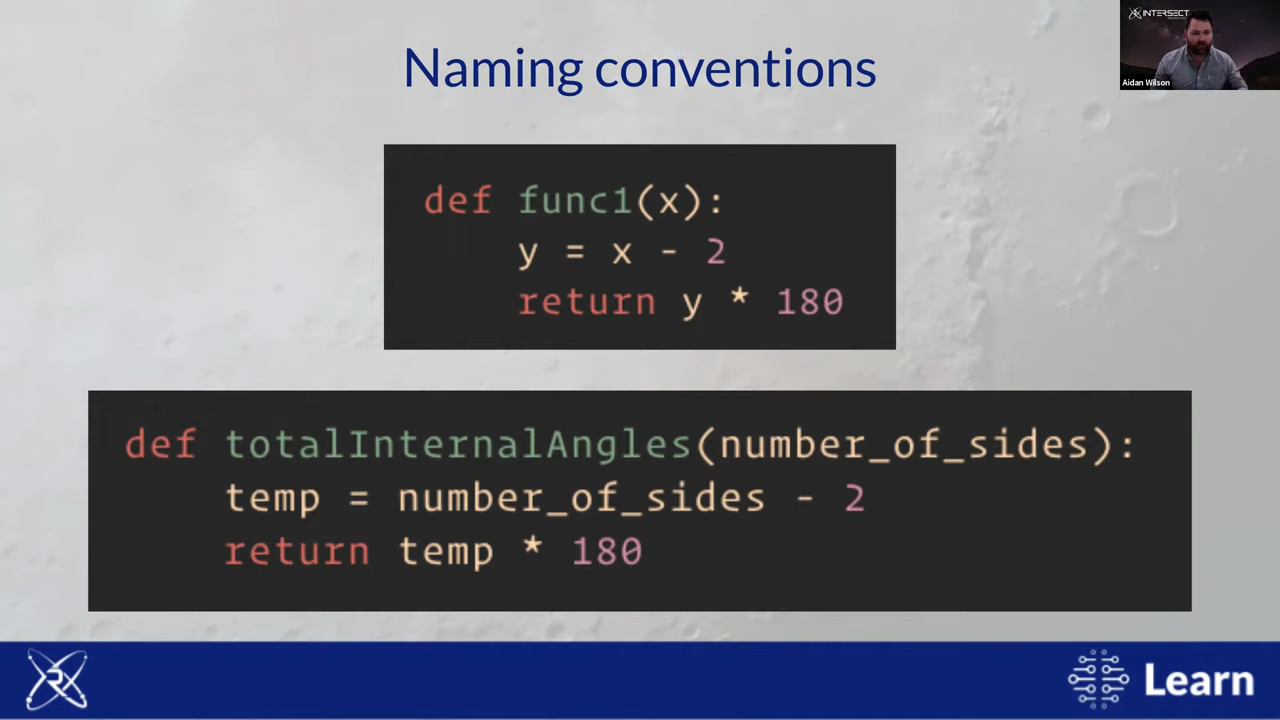 Naming conventions
INTERSECT
Aidan Wilson
def func1(x):
    y = x - 2
    return y * 180
def totalInternalAngles(number_of_sides):
    temp = number_of_sides - 2
    return temp * 180
Learn